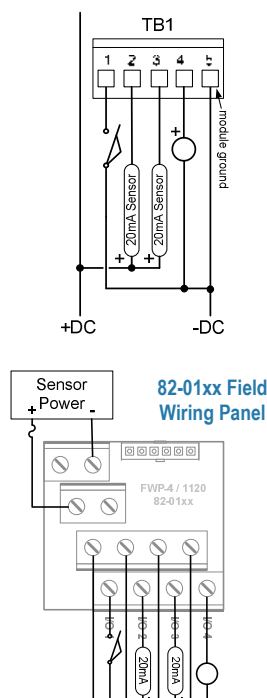 TB1
1 2 3 4 5
+
module ground
20mA Sensor
20mA Sensor
+ +
+DC -DC
Sensor
Power
+ -
82-01xx Field
Wiring Panel
FWP-4 / 1120
82-01xx
I/O 1 I/O 2 I/O 3 I/O 4
20mA
20mA